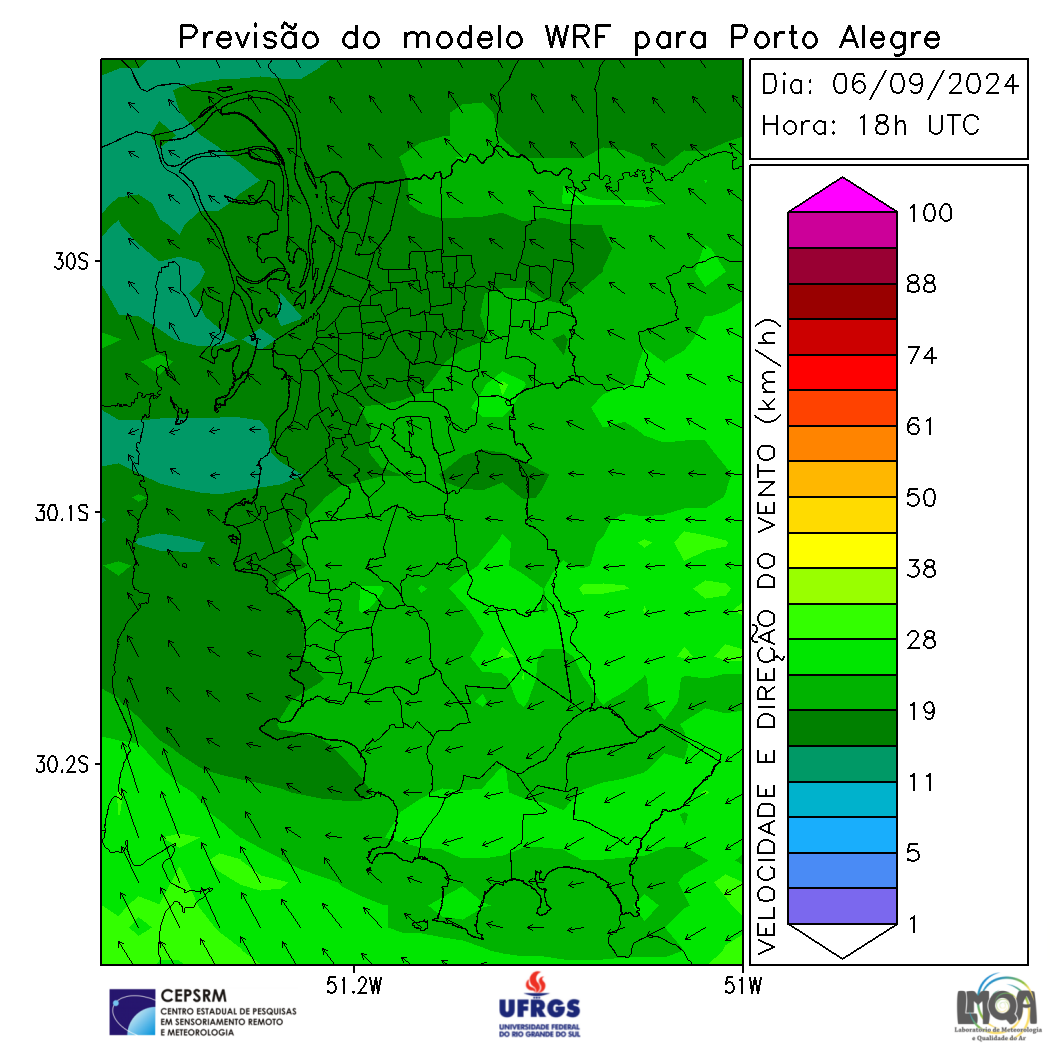 Previsão do modelo WRF para Porto Alegre
Dia: 06/09/2024
Hora: 18h UTC
30S
30.1S
30.2S
51.2W
51W
VELOCIDADE E DIREÇÃO DO VENTO (km/h)
100
88
74
61
50
38
28
19
11
5
1
CEPSRM
CENTRO ESTADUAL DE PESQUISAS
EM SENSORIAMENTO REMOTO
E METEOROLOGIA
UFRGS
UNIVERSIDADE FEDERAL
DO RIO GRANDE DO SUL
LMQA
Laboratório de Meteorologia
e Qualidade do Ar